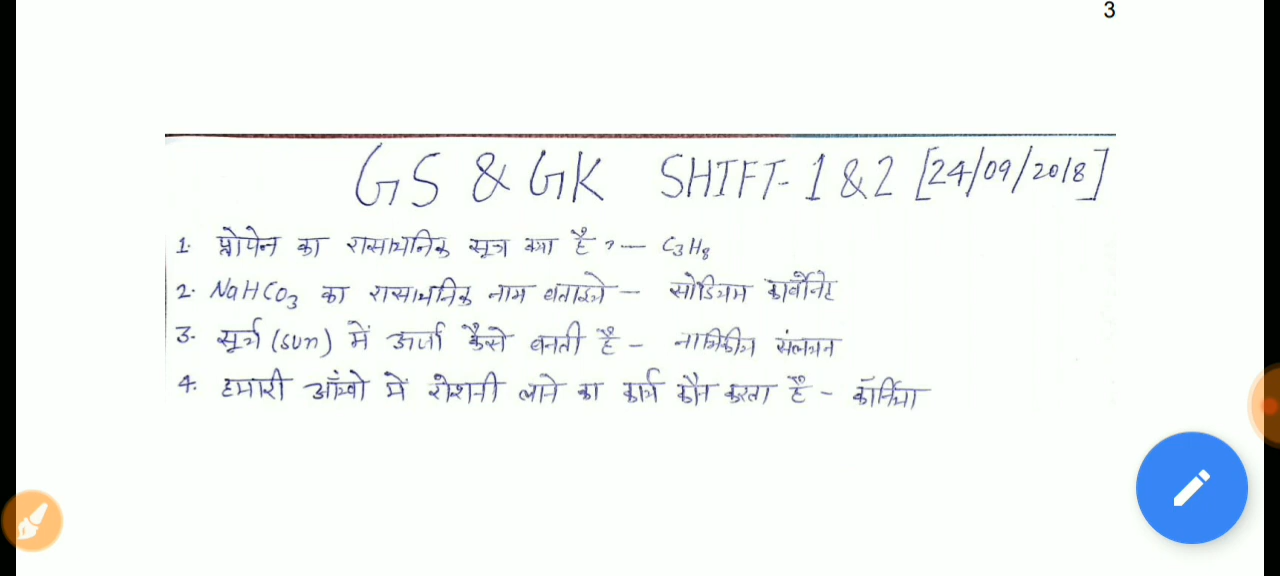 3
GS & GK SHIFT-1 & 2 [24/09/2018]
1. प्रोपेन का रासायनिक सूत्र क्या है ? — C₃H₈
2. NaHCO₃ का रासायनिक नाम बताइये – सोडियम कार्बोनेट
3. सूर्य (sun) में ऊर्जा कैसे बनती है – नाभिकीय संलयन
4. हमारी आँखो में रोशनी लाने का कार्य कौन करता है – कॉर्निया